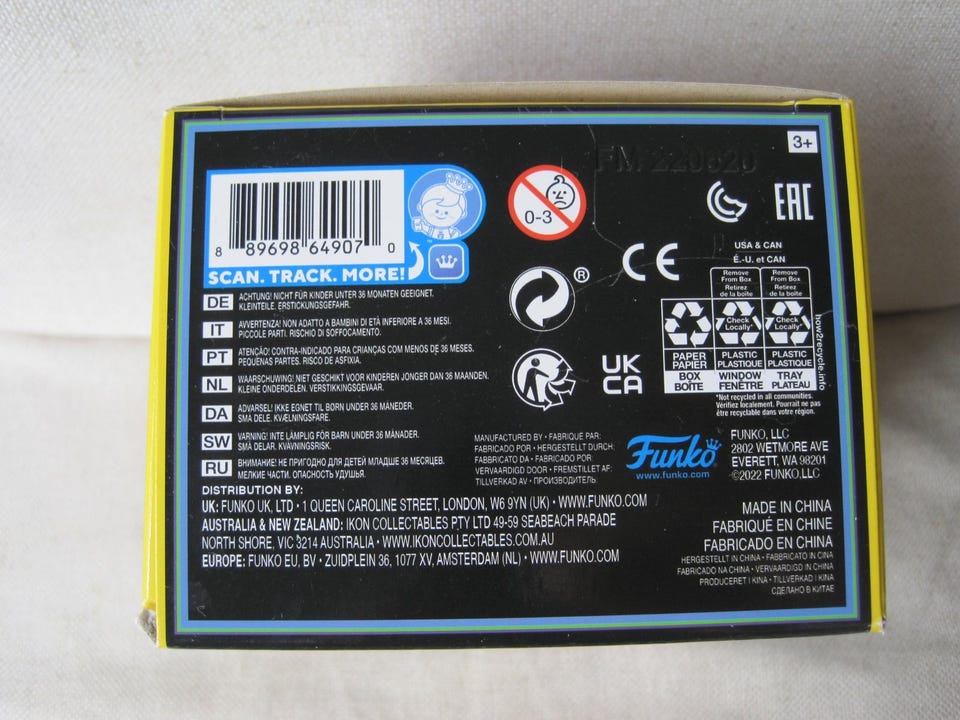 3+
FM 220620
8 89698 64907 0
SCAN. TRACK. MORE!
0-3
EAC
CE
®
UK
CA
USA & CAN
É.-U. et CAN
Remove From Box Remove From Box
Retirez de la boîte Retirez de la boîte
Check Locally* Check Locally*
PAPER PLASTIC PLASTIC
PAPIER PLASTIQUE PLASTIQUE
BOX WINDOW TRAY
BOÎTE FENÊTRE PLATEAU
how2recycle.info
*Not recycled in all communities.
Vérifiez localement. Pourrait ne pas
être recyclable dans votre région.
DE ACHTUNG! NICHT FÜR KINDER UNTER 36 MONATEN GEEIGNET.
KLEINTEILE. ERSTICKUNGSGEFAHR.
IT AVVERTENZA! NON ADATTO A BAMBINI DI ETÀ INFERIORE A 36 MESI.
PICCOLE PARTI. RISCHIO DI SOFFOCAMENTO.
PT ATENÇÃO! CONTRA-INDICADO PARA CRIANÇAS COM MENOS DE 36 MESES.
PEQUENAS PARTES. RISCO DE ASFIXIA.
NL WAARSCHUWING! NIET GESCHIKT VOOR KINDEREN JONGER DAN 36 MAANDEN.
KLEINE ONDERDELEN. VERSTIKKINGSGEVAAR.
DA ADVARSEL! IKKE EGNET TIL BØRN UNDER 36 MÅNEDER.
SMÅ DELE. KVÆLNINGSFARE.
SW VARNING! INTE LÄMPLIG FÖR BARN UNDER 36 MÅNADER.
SMÅ DELAR. KVÄVNINGSRISK.
RU ВНИМАНИЕ! НЕ ПРИГОДНО ДЛЯ ДЕТЕЙ МЛАДШЕ 36 МЕСЯЦЕВ.
МЕЛКИЕ ЧАСТИ. ОПАСНОСТЬ УДУШЬЯ.
MANUFACTURED BY • FABRIQUÉ PAR:
FABRICADO POR • HERGESTELLT DURCH:
FABBRICATO DA • FABRICADO POR:
VERVAARDIGD DOOR • FREMSTILLET AF:
TILLVERKAD AV • ПРОИЗВОДИТЕЛЬ:
Funko
www.funko.com
FUNKO, LLC
2802 WETMORE AVE
EVERETT, WA 98201
©2022 FUNKO,LLC
DISTRIBUTION BY:
UK: FUNKO UK, LTD • 1 QUEEN CAROLINE STREET, LONDON, W6 9YN (UK) • WWW.FUNKO.COM
AUSTRALIA & NEW ZEALAND: IKON COLLECTABLES PTY LTD 49-59 SEABEACH PARADE
NORTH SHORE, VIC 3214 AUSTRALIA • WWW.IKONCOLLECTABLES.COM.AU
EUROPE: FUNKO EU, BV • ZUIDPLEIN 36, 1077 XV, AMSTERDAM (NL) • WWW.FUNKO.COM
MADE IN CHINA
FABRIQUÉ EN CHINE
FABRICADO EN CHINA
HERGESTELLT IN CHINA • FABBRICATO IN CINA
FABRICADO NA CHINA • VERVAARDIGD IN CHINA
PRODUCERET I KINA • TILLVERKAD I KINA
СДЕЛАНО В КИТАЕ